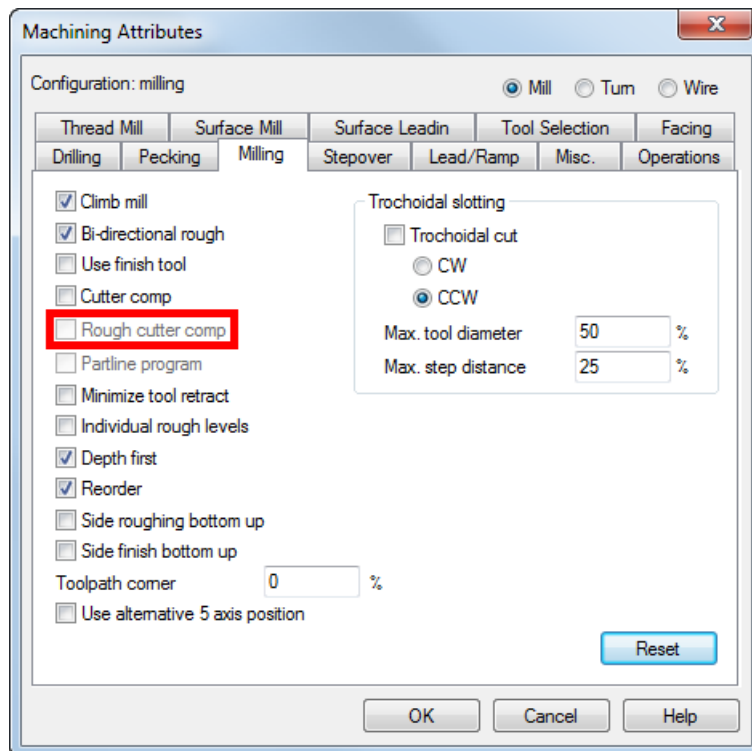 Machining Attributes
Configuration: milling
Mill Turn Wire
Thread Mill Surface Mill Surface Leadin Tool Selection Facing
Drilling Pecking Milling Stepover Lead/Ramp Misc. Operations
Climb mill
Bi-directional rough
Use finish tool
Cutter comp
Rough cutter comp
Partline program
Minimize tool retract
Individual rough levels
Depth first
Reorder
Side roughing bottom up
Side finish bottom up
Toolpath corner 0 %
Use alternative 5 axis position
Trochoidal slotting
Trochoidal cut
CW
CCW
Max. tool diameter 50 %
Max. step distance 25 %
Reset
OK Cancel Help